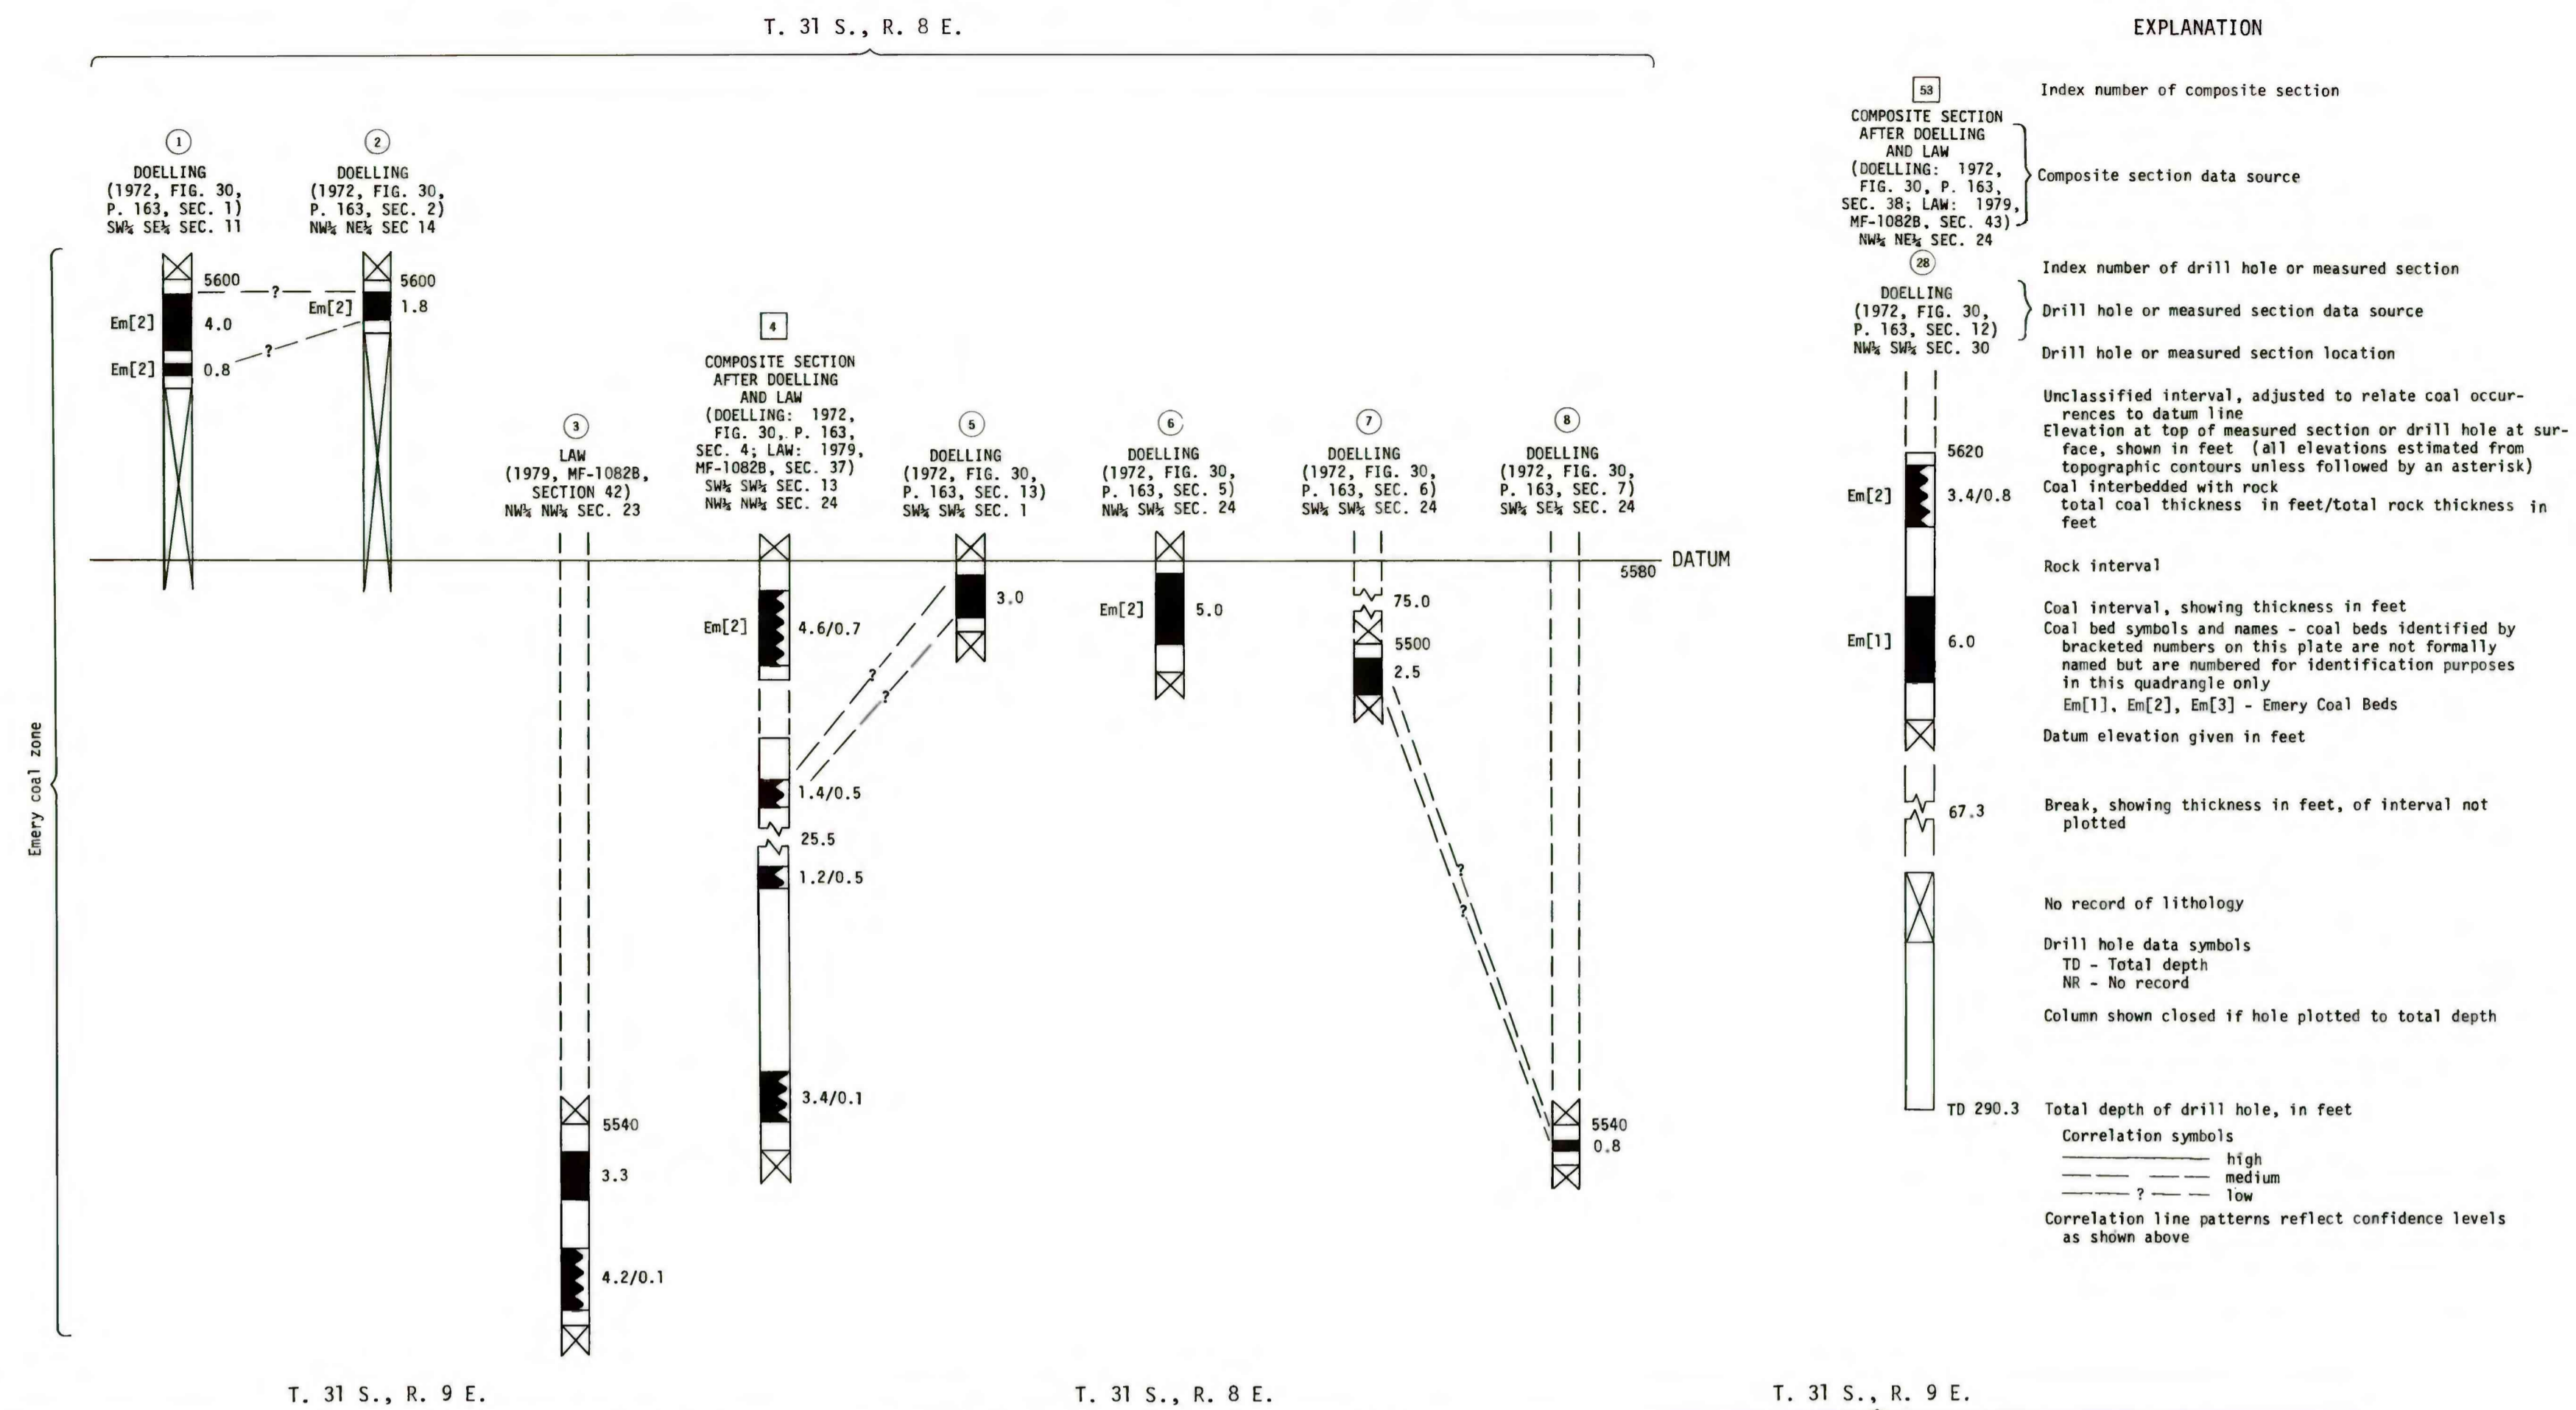 T. 31 S., R. 8 E.
1
DOELLING
(1972, FIG. 30,
P. 163, SEC. 1)
SW¼ SE¼ SEC. 11
5600
Em[2]
4.0
Em[2]
0.8
?
?
2
DOELLING
(1972, FIG. 30,
P. 163, SEC. 2)
NW¼ NE¼ SEC 14
5600
Em[2]
1.8
3
LAW
(1979, MF-1082B,
SECTION 42)
NW¼ NW¼ SEC. 23
5540
3.3
4.2/0.1
4
COMPOSITE SECTION
AFTER DOELLING
AND LAW
(DOELLING: 1972,
FIG. 30, P. 163,
SEC. 4; LAW: 1979,
MF-1082B, SEC. 37)
SW¼ SW¼ SEC. 13
NW¼ NW¼ SEC. 24
Em[2]
4.6/0.7
1.4/0.5
25.5
1.2/0.5
3.4/0.1
?
?
5
DOELLING
(1972, FIG. 30,
P. 163, SEC. 13)
SW¼ SW¼ SEC. 1
3.0
6
DOELLING
(1972, FIG. 30,
P. 163, SEC. 5)
NW¼ SW¼ SEC. 24
Em[2]
5.0
7
DOELLING
(1972, FIG. 30,
P. 163, SEC. 6)
SW¼ SW¼ SEC. 24
75.0
5500
2.5
?
?
8
DOELLING
(1972, FIG. 30,
P. 163, SEC. 7)
SW¼ SE¼ SEC. 24
5540
0.8
DATUM
5580
Emery coal zone
T. 31 S., R. 9 E.
T. 31 S., R. 8 E.
T. 31 S., R. 9 E.
EXPLANATION
53
Index number of composite section
COMPOSITE SECTION
AFTER DOELLING
AND LAW
(DOELLING: 1972,
FIG. 30, P. 163,
SEC. 38; LAW: 1979,
MF-1082B, SEC. 43)
NW¼ NE¼ SEC. 24
Composite section data source
28
Index number of drill hole or measured section
DOELLING
(1972, FIG. 30,
P. 163, SEC. 12)
NW¼ SW¼ SEC. 30
Drill hole or measured section data source
Drill hole or measured section location
Unclassified interval, adjusted to relate coal occur-
rences to datum line
5620
Elevation at top of measured section or drill hole at sur-
face, shown in feet (all elevations estimated from
topographic contours unless followed by an asterisk)
Em[2]
3.4/0.8
Coal interbedded with rock
total coal thickness in feet/total rock thickness in
feet
Rock interval
Coal interval, showing thickness in feet
Em[1]
6.0
Coal bed symbols and names - coal beds identified by
bracketed numbers on this plate are not formally
named but are numbered for identification purposes
in this quadrangle only
Em[1], Em[2], Em[3] - Emery Coal Beds
Datum elevation given in feet
67.3
Break, showing thickness in feet, of interval not
plotted
No record of lithology
Drill hole data symbols
TD - Total depth
NR - No record
Column shown closed if hole plotted to total depth
TD 290.3
Total depth of drill hole, in feet
Correlation symbols
high
medium
? low
Correlation line patterns reflect confidence levels
as shown above